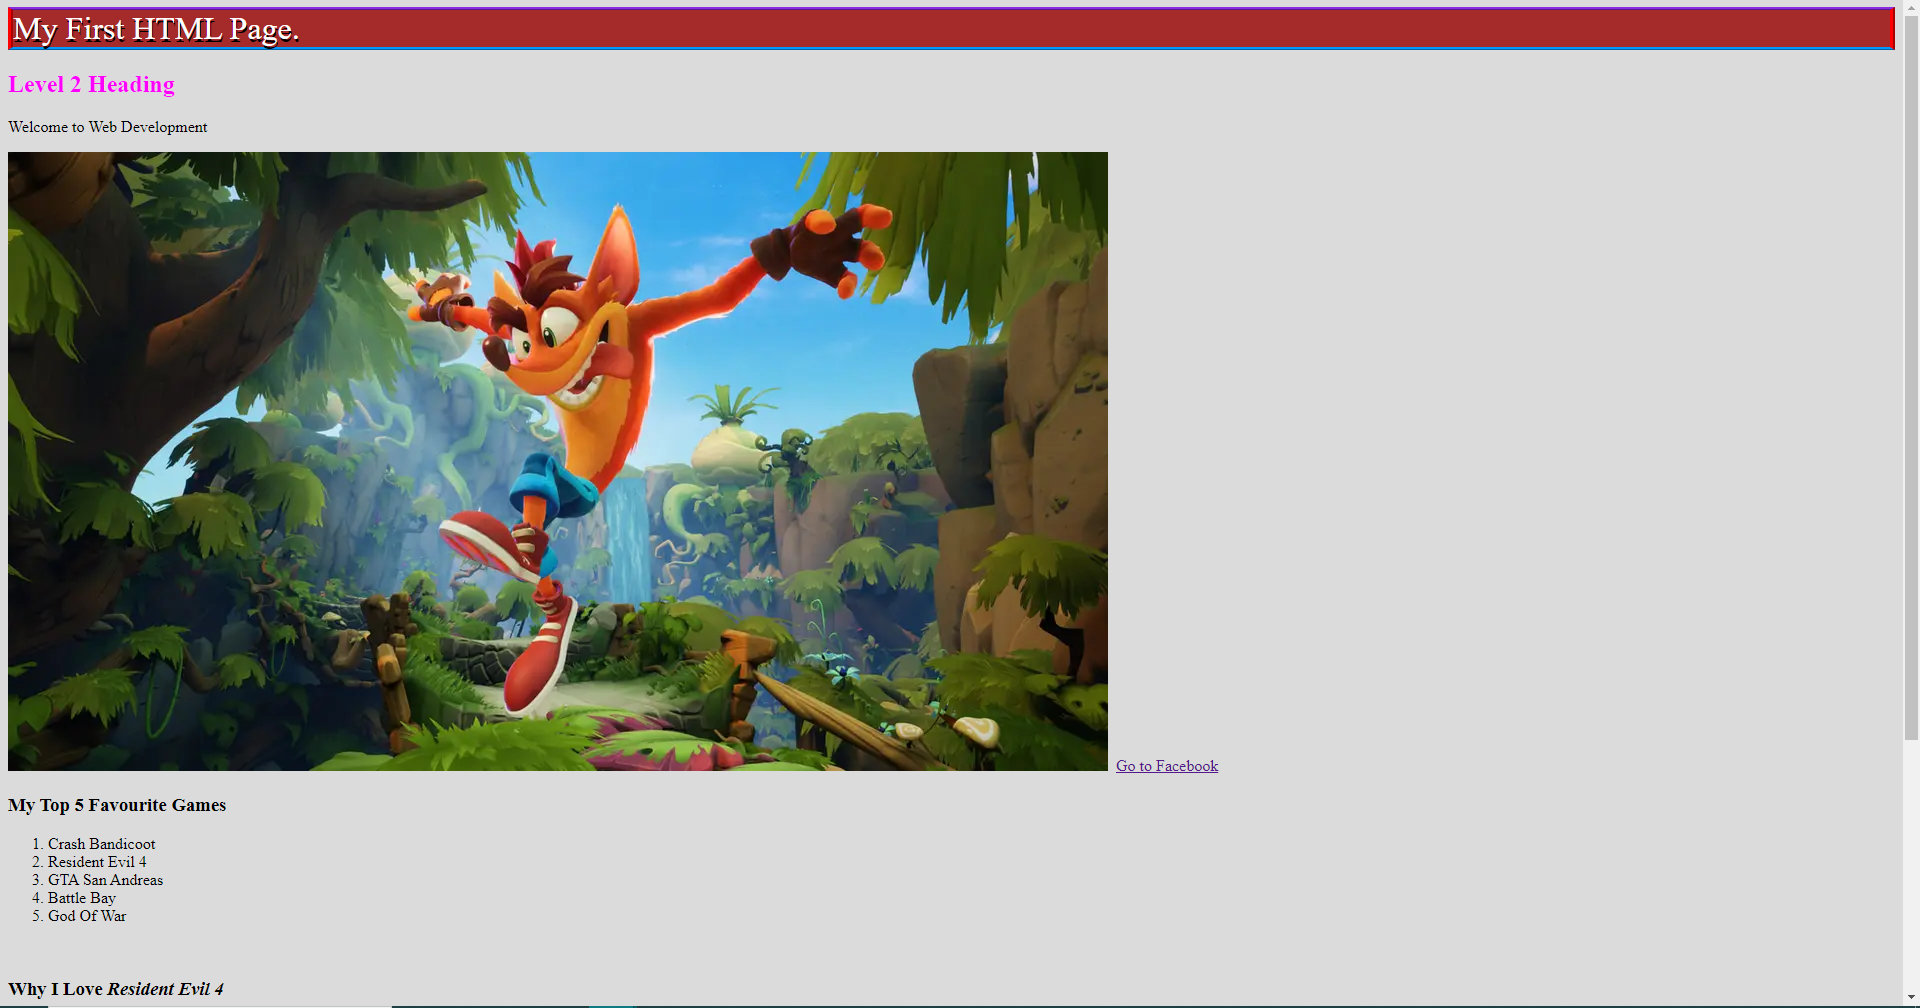 My First HTML Page.
Level 2 Heading
Welcome to Web Development
Go to Facebook
My Top 5 Favourite Games
1. Crash Bandicoot
2. Resident Evil 4
3. GTA San Andreas
4. Battle Bay
5. God Of War
Why I Love Resident Evil 4